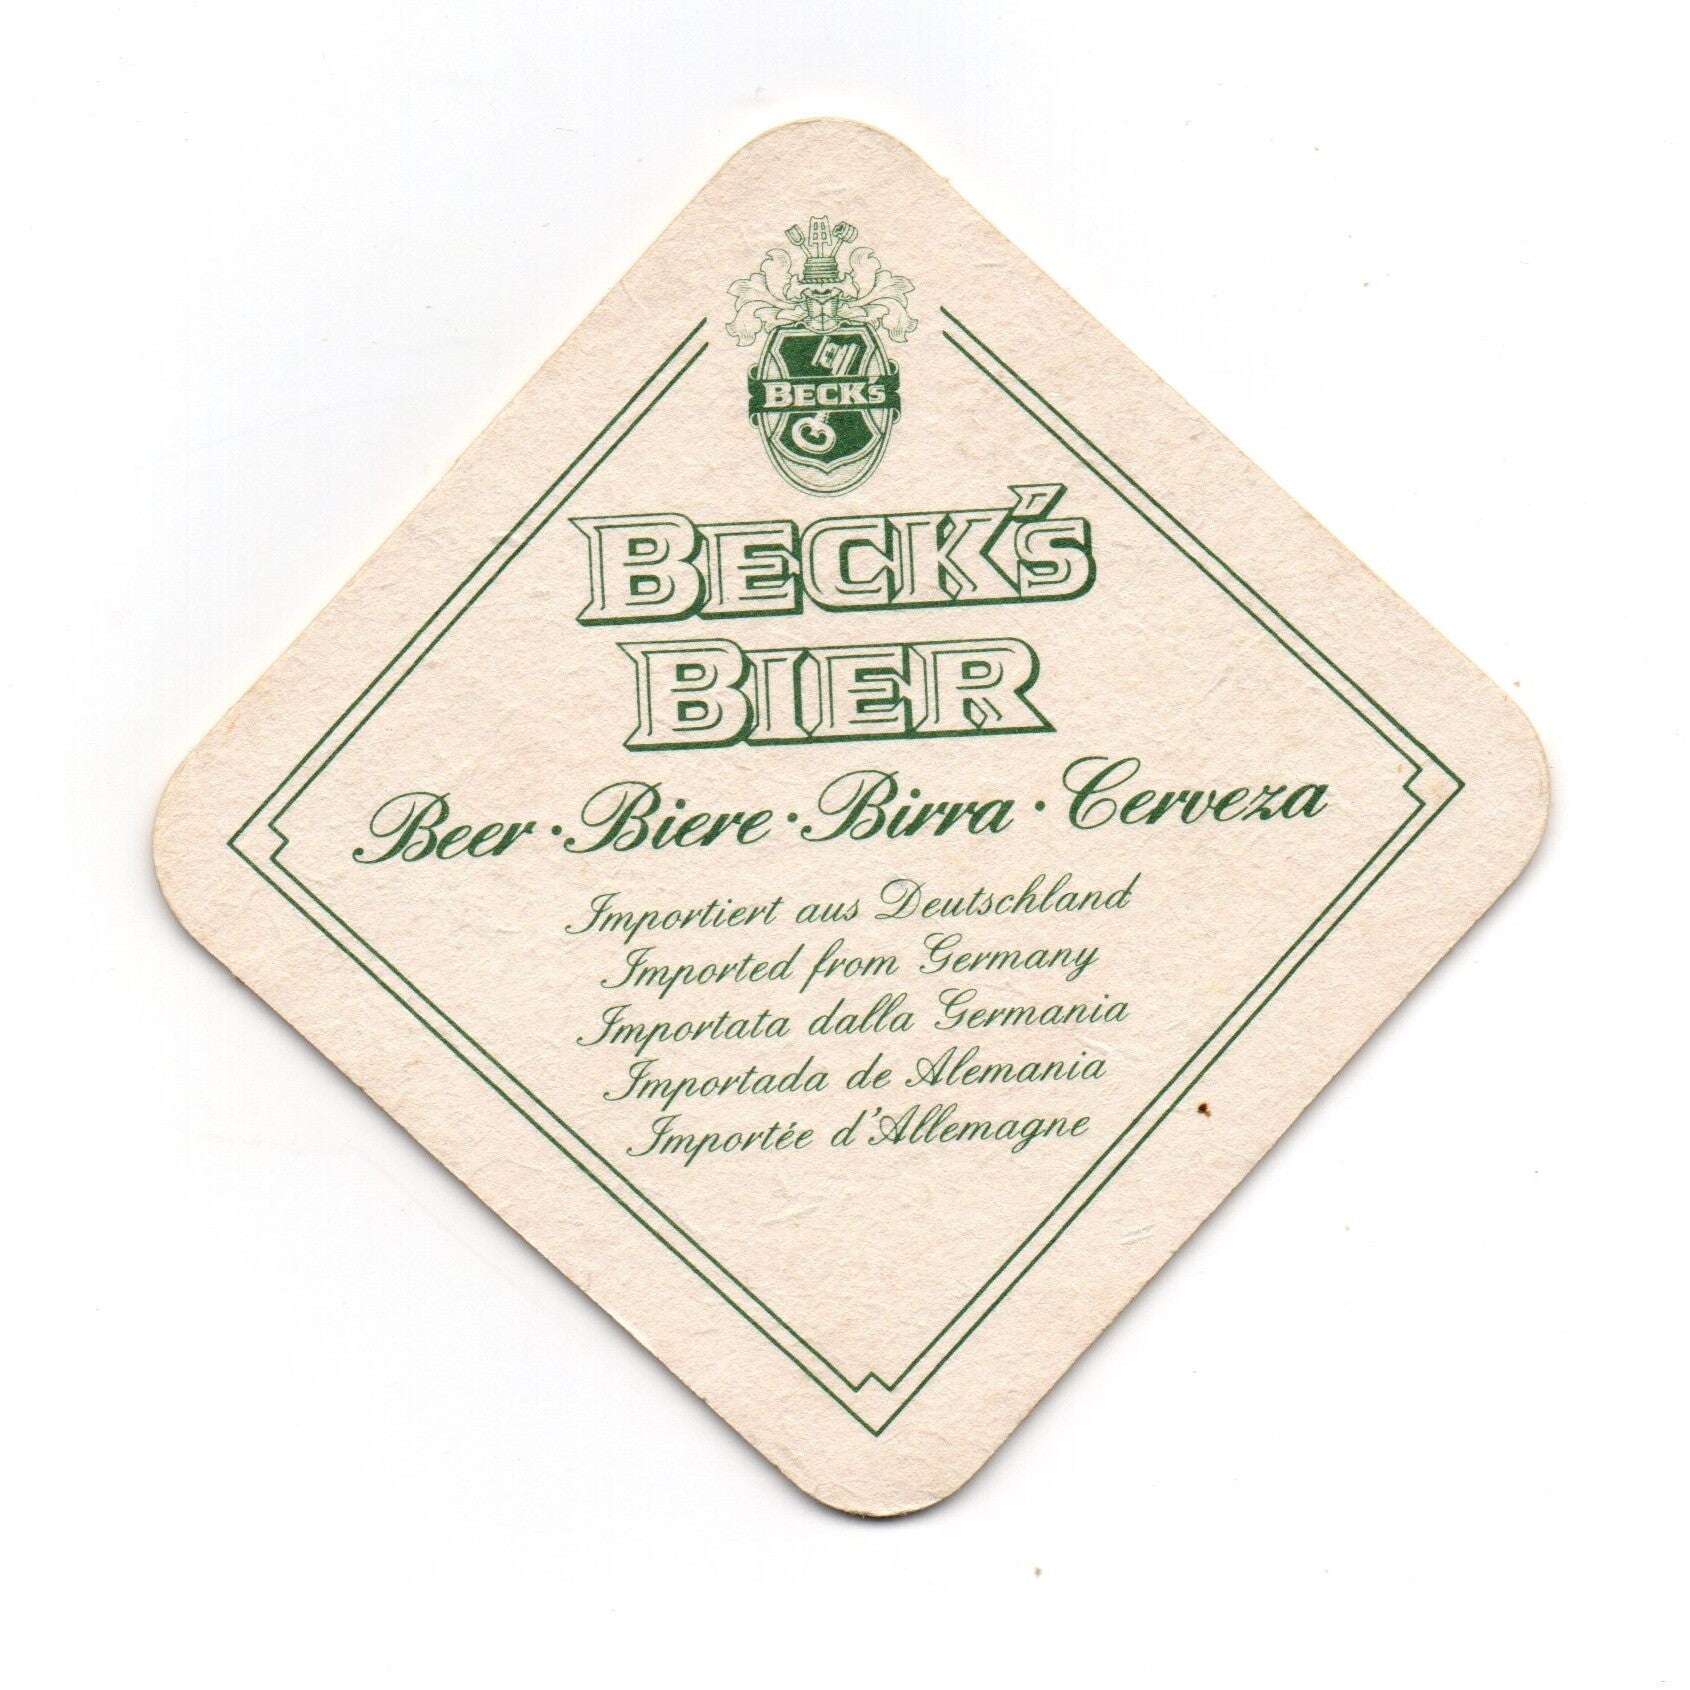 BECK's
BECK's
BIER
Beer · Biere · Birra · Cerveza
Importiert aus Deutschland
Imported from Germany
Importata dalla Germania
Importada de Alemania
Importée d'Allemagne